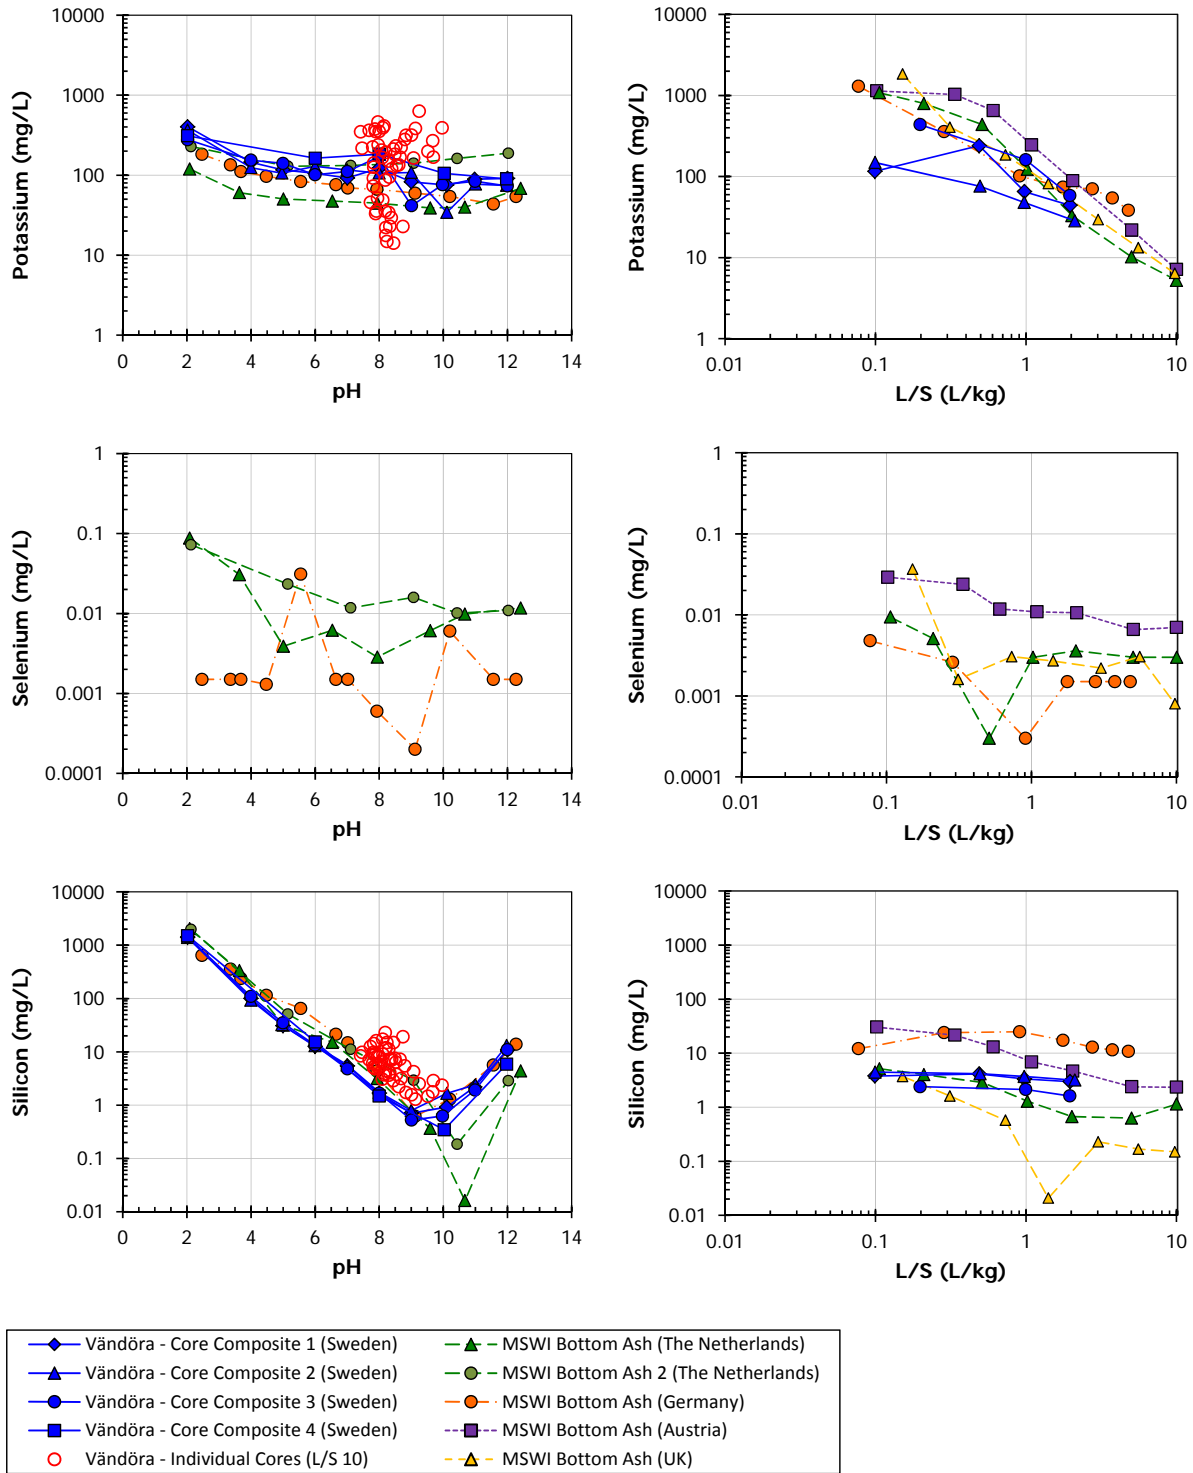 Potassium (mg/L)
10000
1000
100
10
1
0 2 4 6 8 10 12 14
pH
Potassium (mg/L)
10000
1000
100
10
1
0.01 0.1 1 10
L/S (L/kg)
Selenium (mg/L)
1
0.1
0.01
0.001
0.0001
0 2 4 6 8 10 12 14
pH
Selenium (mg/L)
1
0.1
0.01
0.001
0.0001
0.01 0.1 1 10
L/S (L/kg)
Silicon (mg/L)
10000
1000
100
10
1
0.1
0.01
0 2 4 6 8 10 12 14
pH
Silicon (mg/L)
10000
1000
100
10
1
0.1
0.01
0.01 0.1 1 10
L/S (L/kg)
Vändöra - Core Composite 1 (Sweden)
Vändöra - Core Composite 2 (Sweden)
Vändöra - Core Composite 3 (Sweden)
Vändöra - Core Composite 4 (Sweden)
Vändöra - Individual Cores (L/S 10)
MSWI Bottom Ash (The Netherlands)
MSWI Bottom Ash 2 (The Netherlands)
MSWI Bottom Ash (Germany)
MSWI Bottom Ash (Austria)
MSWI Bottom Ash (UK)